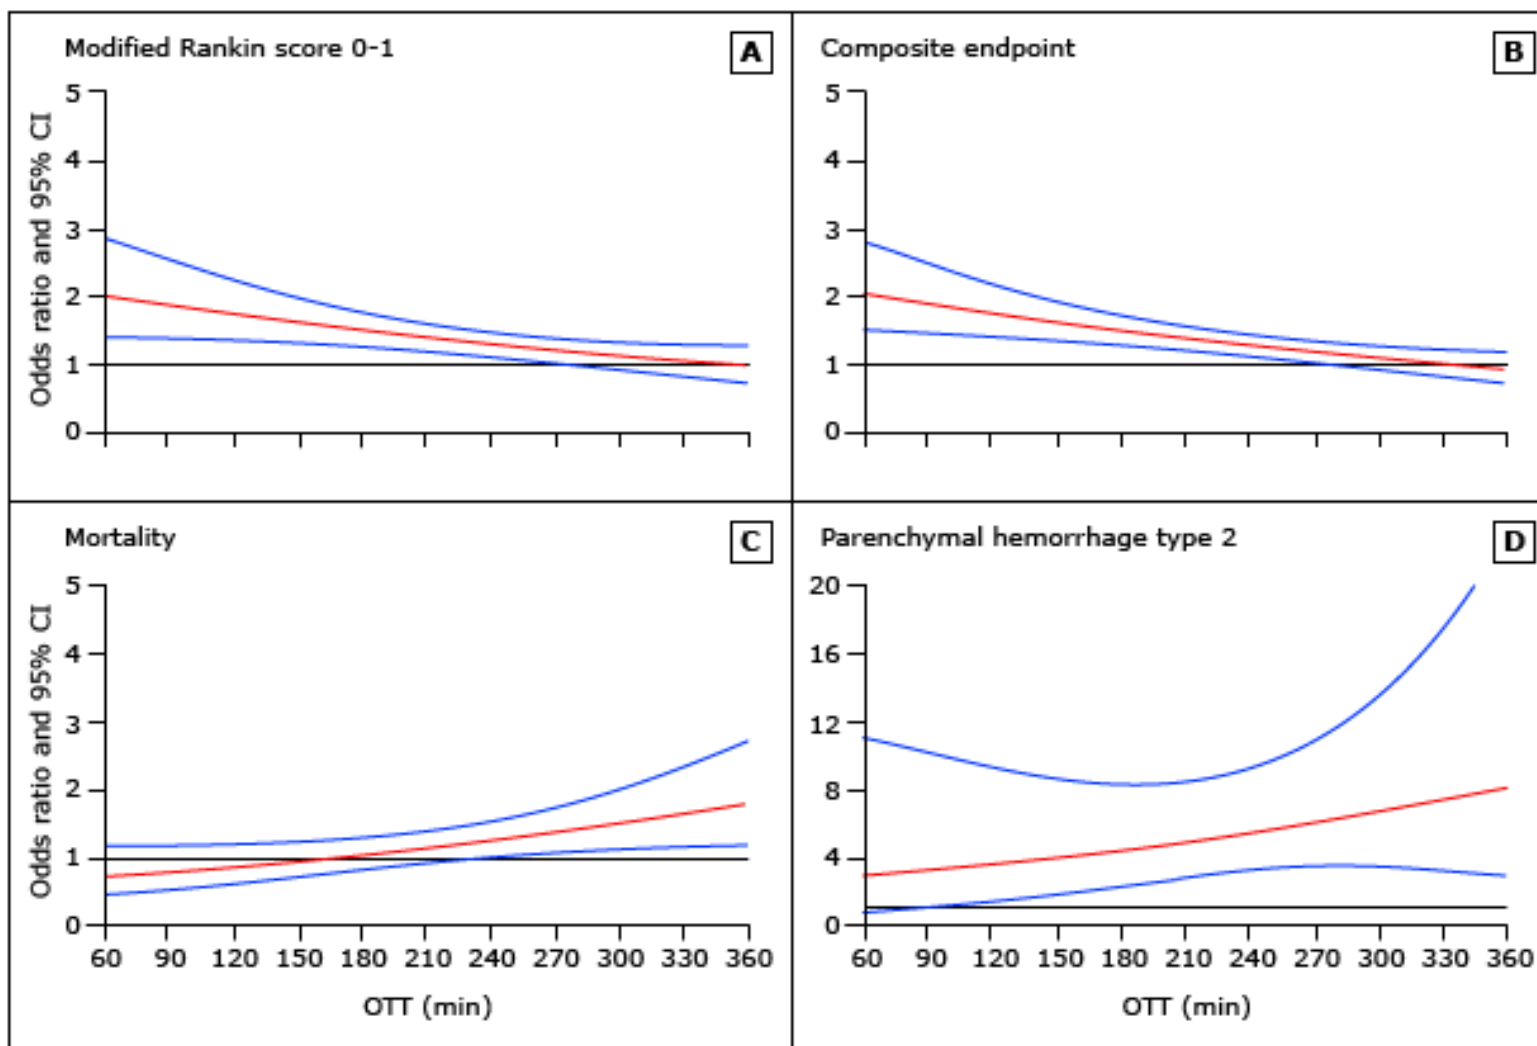 Modified Rankin score 0-1
A
Odds ratio and 95% CI
5
4
3
2
1
0
Composite endpoint
B
5
4
3
2
1
0
Mortality
C
Odds ratio and 95% CI
5
4
3
2
1
0
60 90 120 150 180 210 240 270 300 330 360
OTT (min)
Parenchymal hemorrhage type 2
D
20
16
12
8
4
0
60 90 120 150 180 210 240 270 300 330 360
OTT (min)